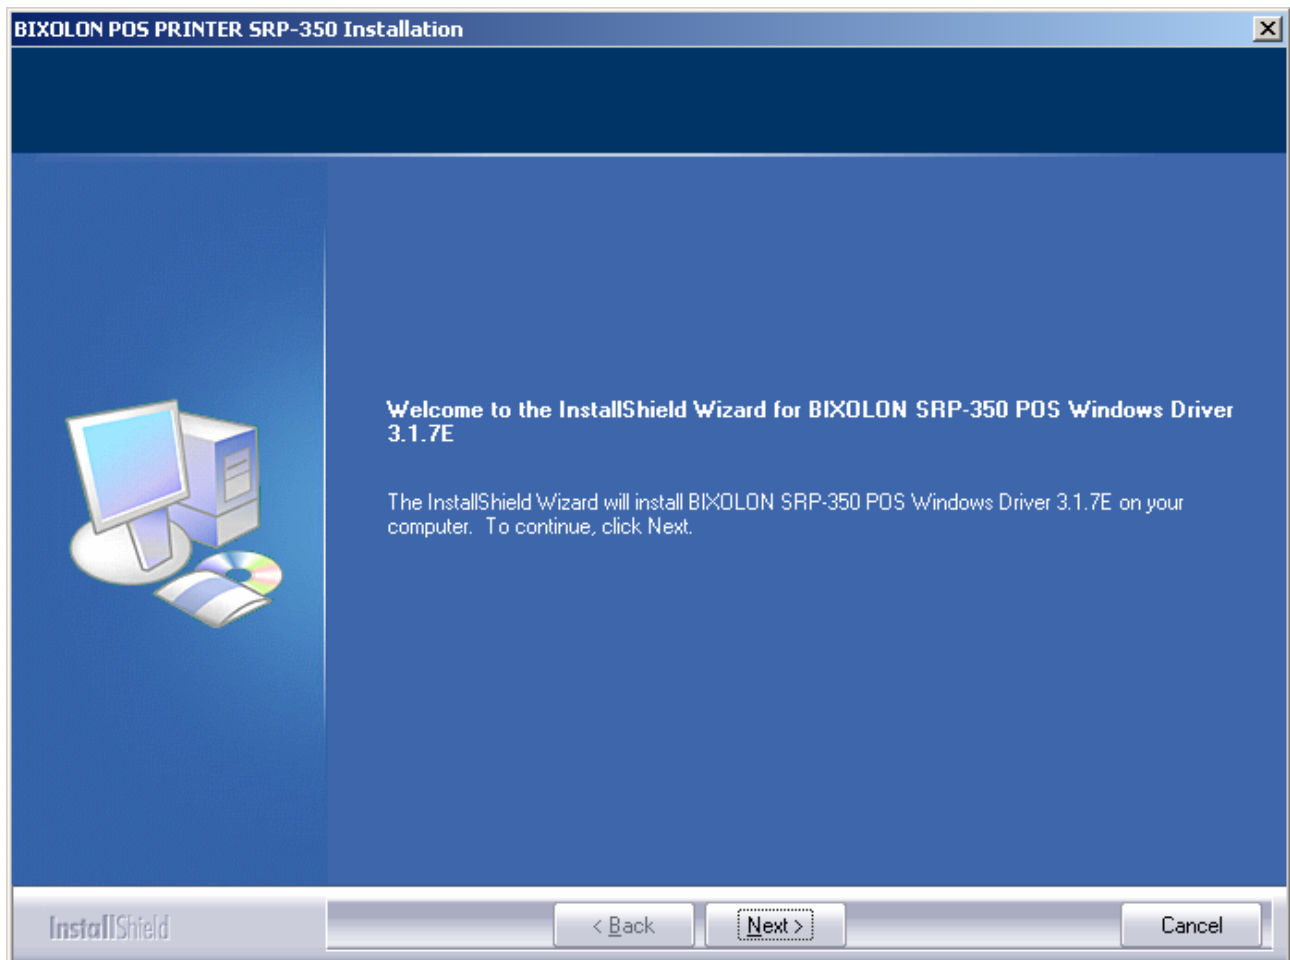 BIXOLON POS PRINTER SRP-350 Installation
Welcome to the InstallShield Wizard for BIXOLON SRP-350 POS Windows Driver
3.1.7E
The InstallShield Wizard will install BIXOLON SRP-350 POS Windows Driver 3.1.7E on your
computer.  To continue, click Next.
InstallShield
< Back
Next >
Cancel